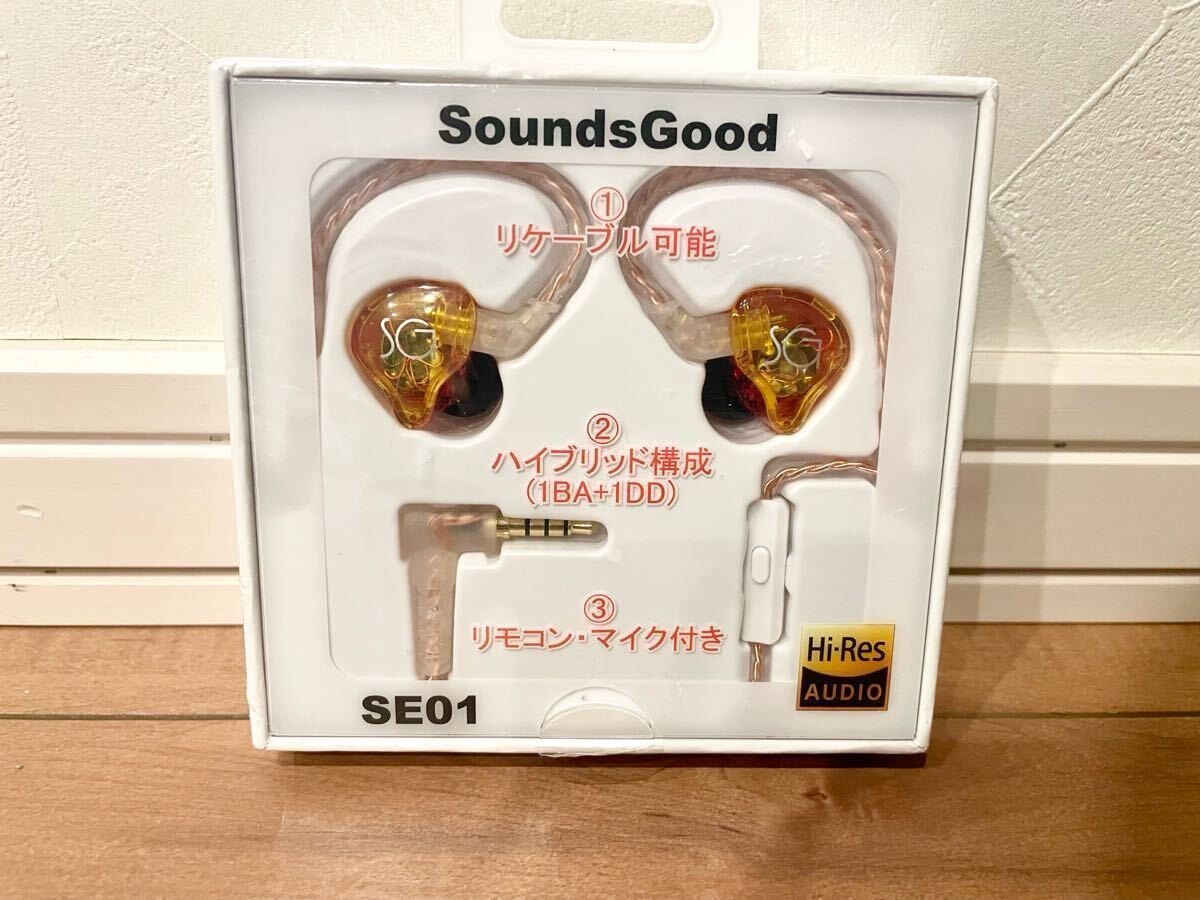 SoundsGood
①
リケーブル可能
SG
SG
②
ハイブリッド構成
(1BA+1DD)
③
リモコン・マイク付き
Hi-Res
AUDIO
SE01